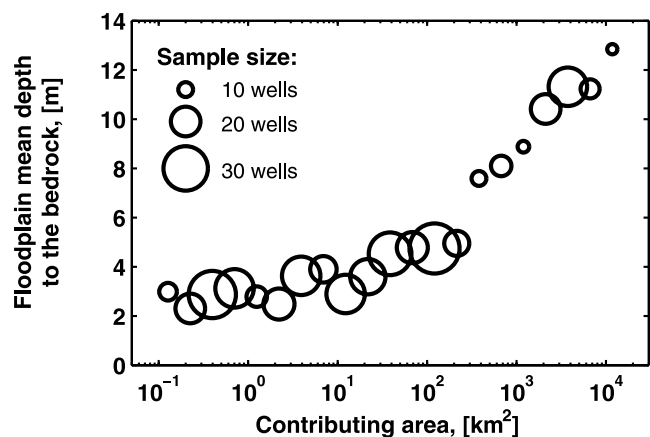 14
12
10
8
6
4
2
0
Floodplain mean depth
to the bedrock, [m]
Sample size:
10 wells
20 wells
30 wells
10⁻¹
10⁰
10¹
10²
10³
10⁴
Contributing area, [km²]